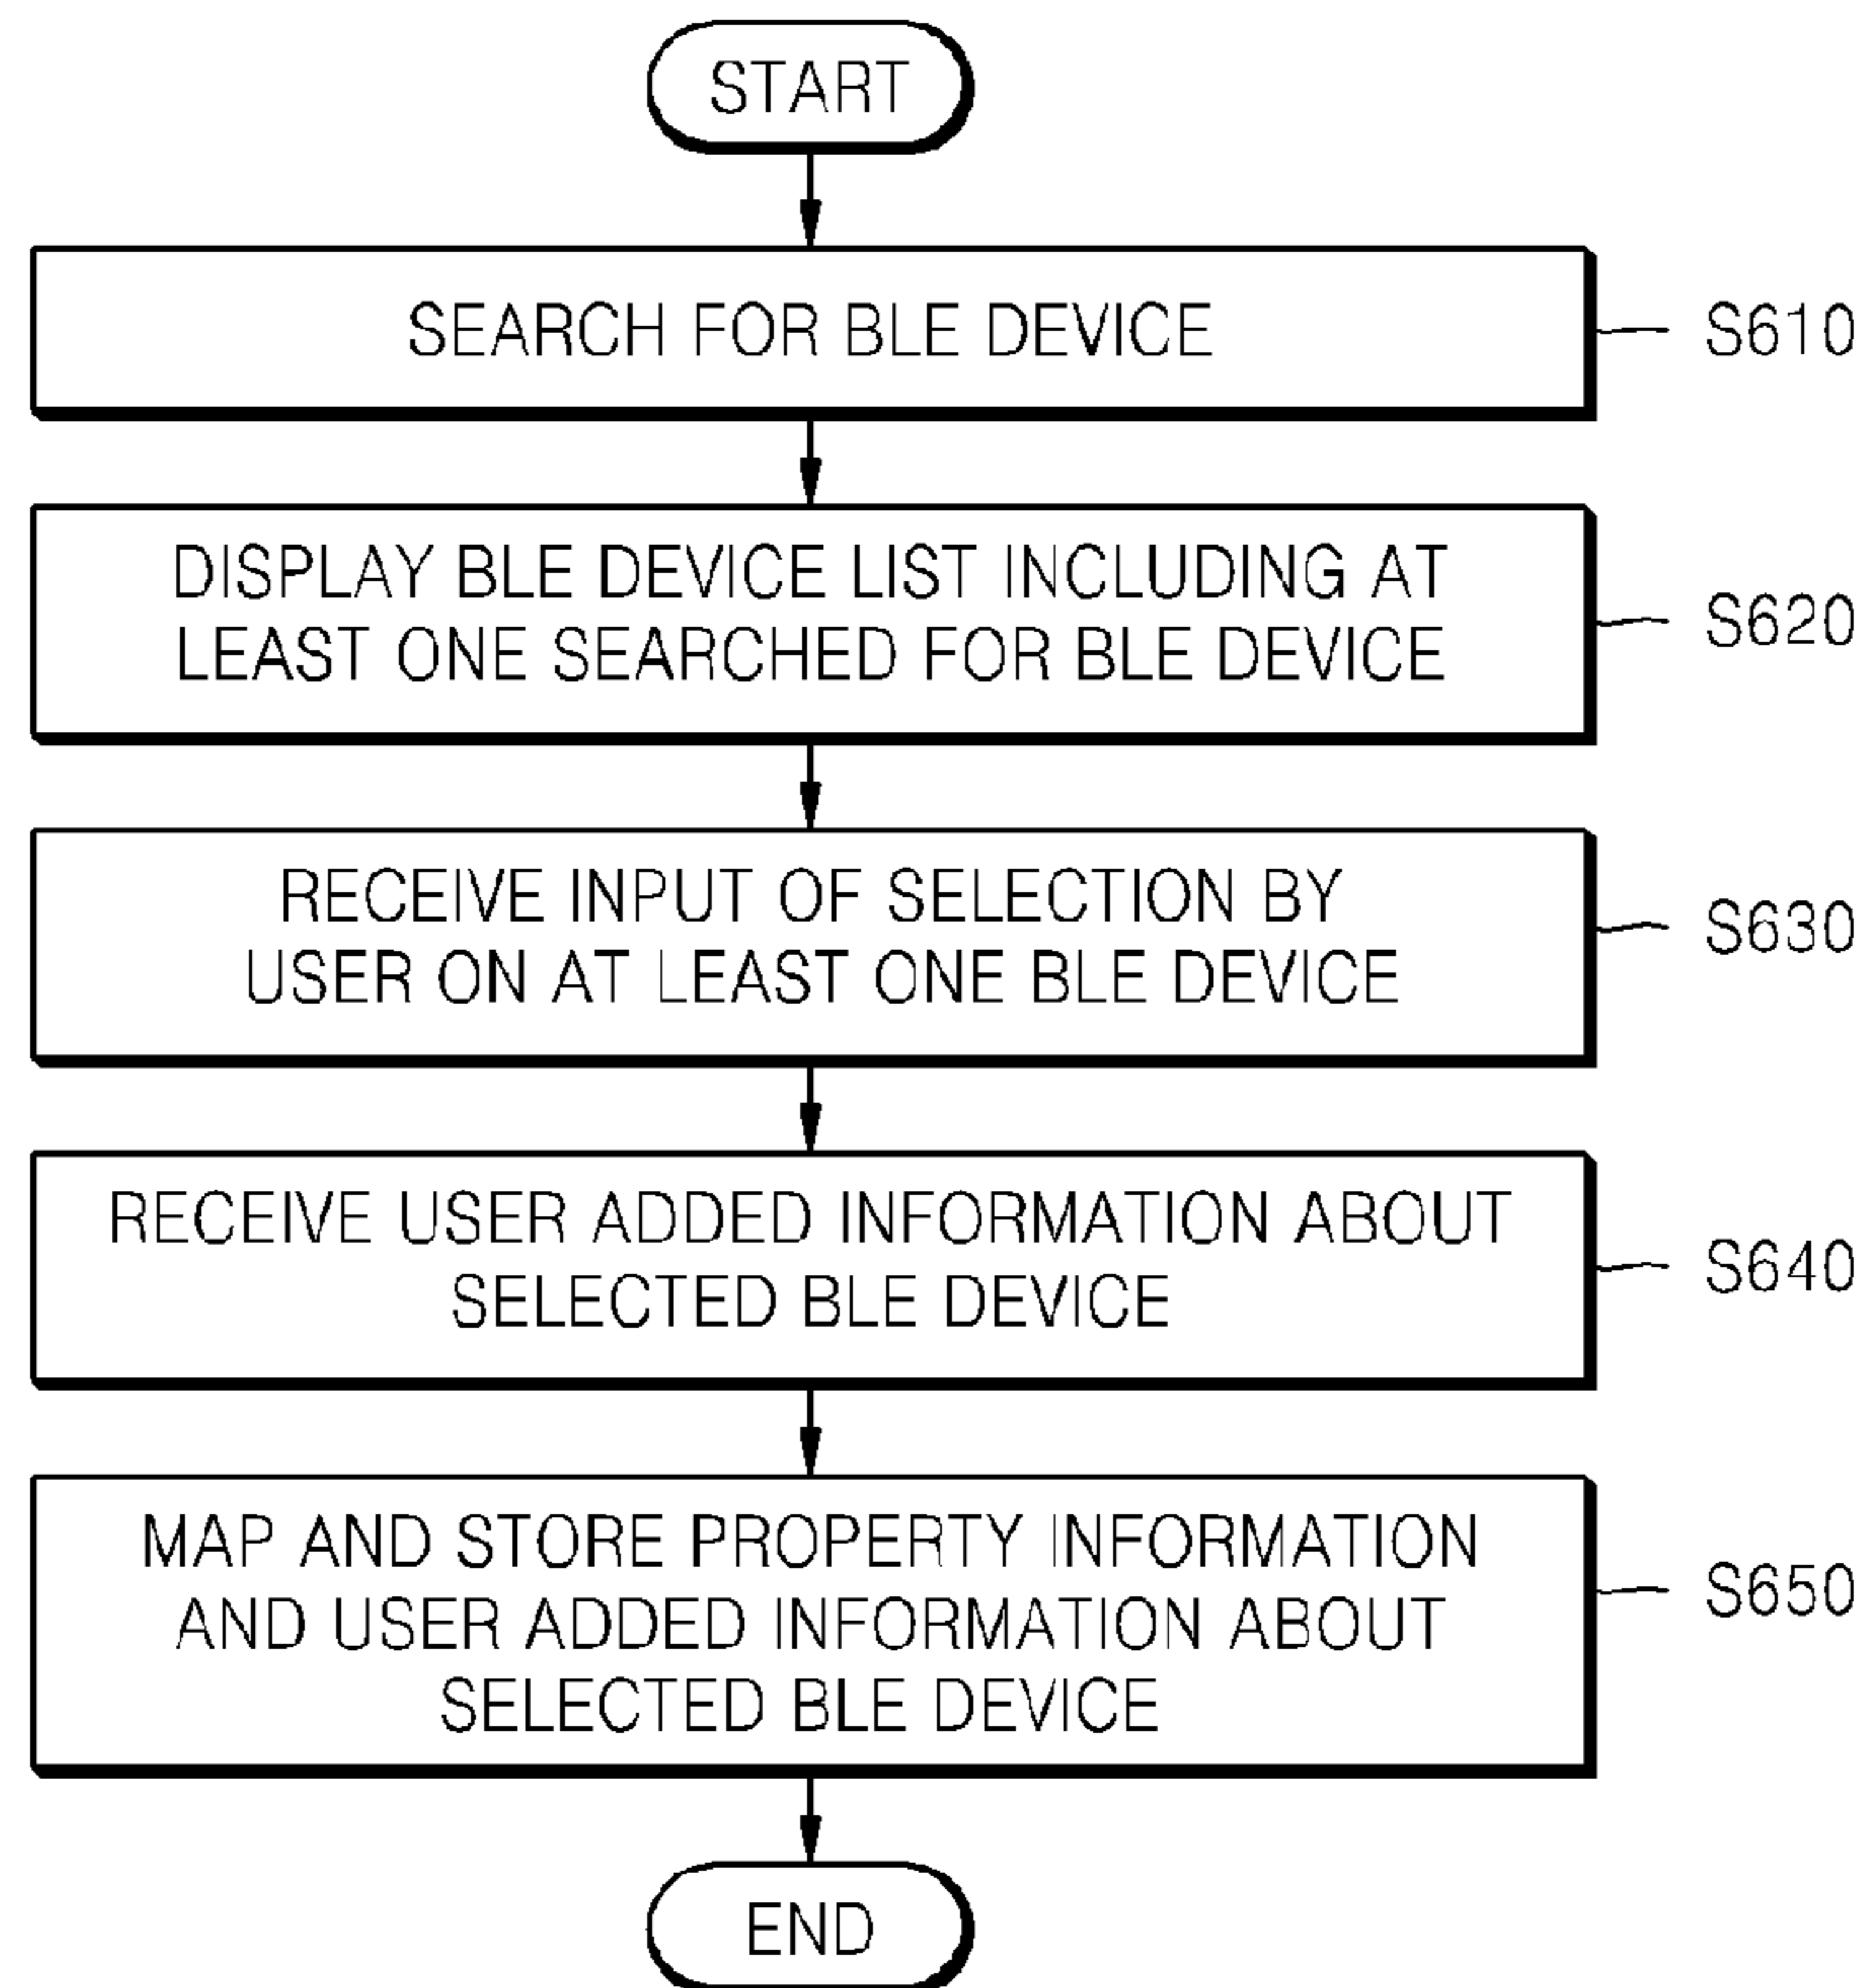 START
SEARCH FOR BLE DEVICE
S610
DISPLAY BLE DEVICE LIST INCLUDING AT
LEAST ONE SEARCHED FOR BLE DEVICE
S620
RECEIVE INPUT OF SELECTION BY
USER ON AT LEAST ONE BLE DEVICE
S630
RECEIVE USER ADDED INFORMATION ABOUT
SELECTED BLE DEVICE
S640
MAP AND STORE PROPERTY INFORMATION
AND USER ADDED INFORMATION ABOUT
SELECTED BLE DEVICE
S650
END